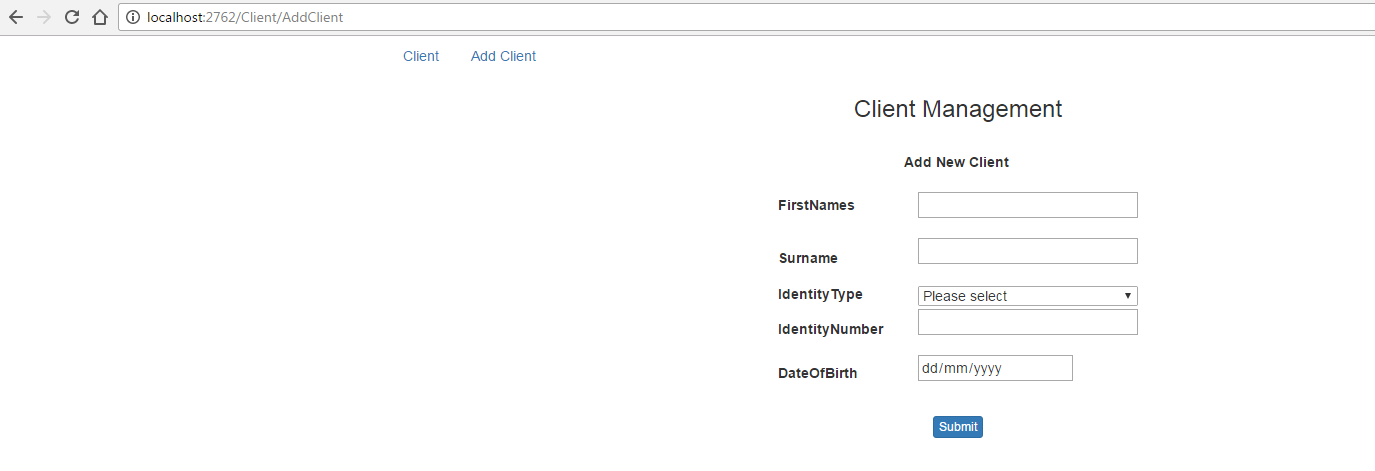 localhost:2762/Client/AddClient
Client Add Client
Client Management
Add New Client
FirstNames
Surname
IdentityType Please select
IdentityNumber
DateOfBirth dd/mm/yyyy
Submit